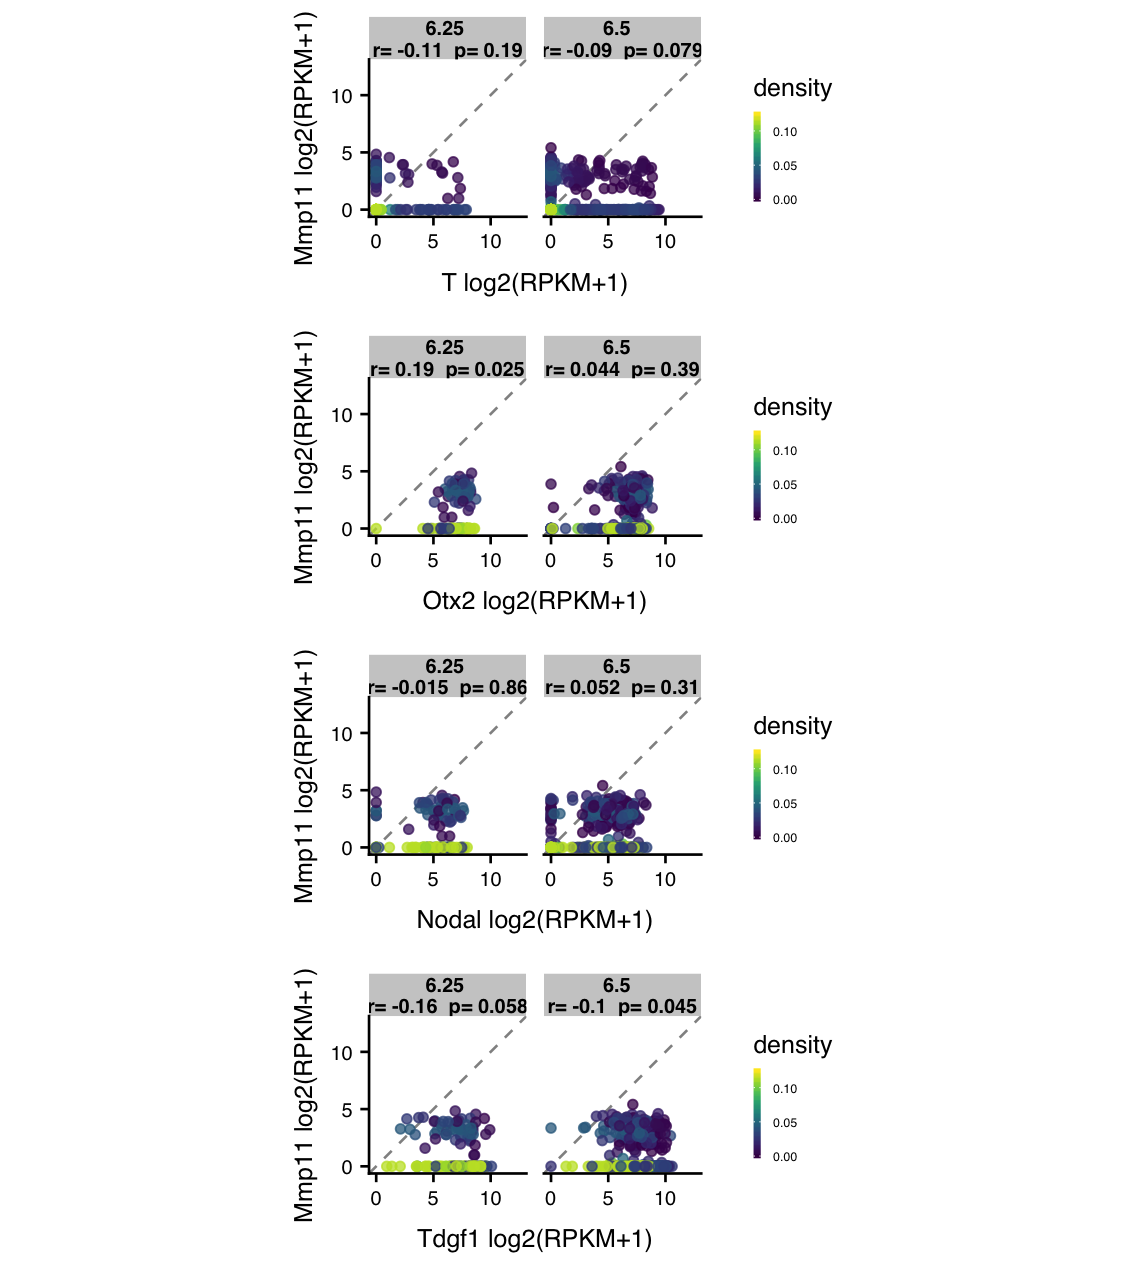 6.25
r= -0.11 p= 0.19
6.5
r= -0.09 p= 0.079
Mmp11 log2(RPKM+1)
10
5
0
0 5 10
0 5 10
T log2(RPKM+1)
density
0.10
0.05
0.00
6.25
r= 0.19 p= 0.025
6.5
r= 0.044 p= 0.39
Mmp11 log2(RPKM+1)
10
5
0
0 5 10
0 5 10
Otx2 log2(RPKM+1)
density
0.10
0.05
0.00
6.25
r= -0.015 p= 0.86
6.5
r= 0.052 p= 0.31
Mmp11 log2(RPKM+1)
10
5
0
0 5 10
0 5 10
Nodal log2(RPKM+1)
density
0.10
0.05
0.00
6.25
r= -0.16 p= 0.058
6.5
r= -0.1 p= 0.045
Mmp11 log2(RPKM+1)
10
5
0
0 5 10
0 5 10
Tdgf1 log2(RPKM+1)
density
0.10
0.05
0.00